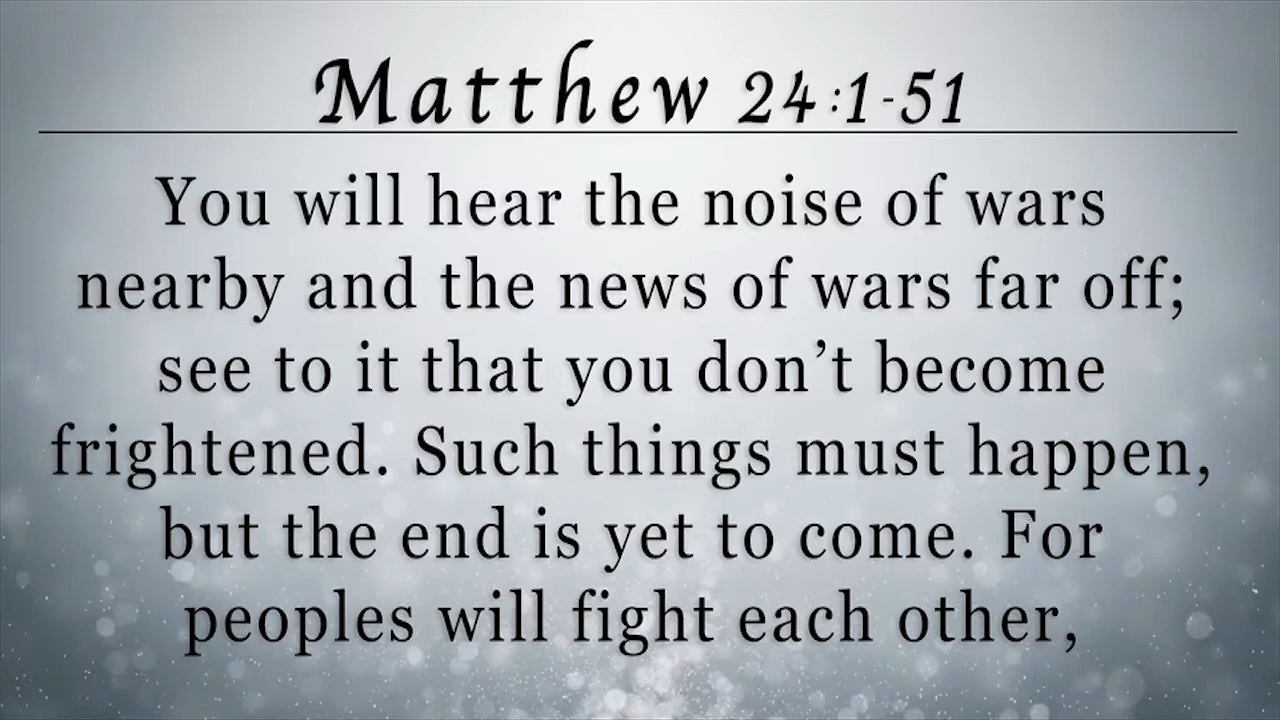 Matthew 24:1-51
You will hear the noise of wars
nearby and the news of wars far off;
see to it that you don’t become
frightened. Such things must happen,
but the end is yet to come. For
peoples will fight each other,